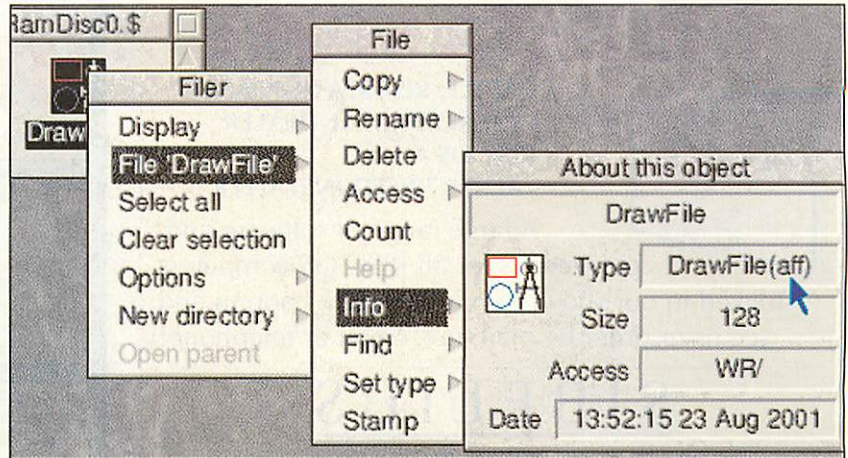 RamDisc0.$
Draw
Filer
Display
File 'DrawFile'
Select all
Clear selection
Options
New directory
Open parent
File
Copy
Rename
Delete
Access
Count
Help
Info
Find
Set type
Stamp
About this object
DrawFile
Type DrawFile(aff)
Size 128
Access WR/
Date 13:52:15 23 Aug 2001